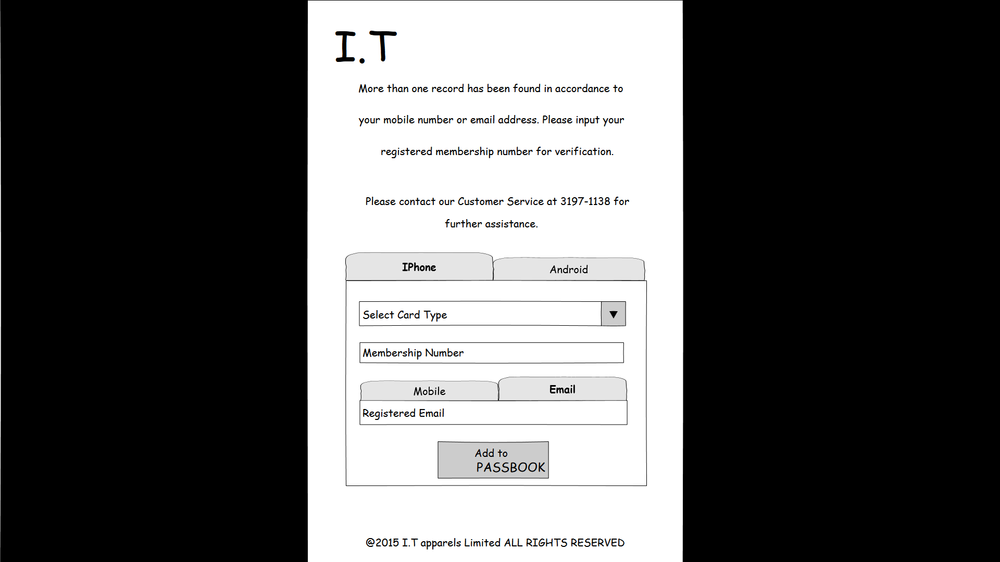 I.T
More than one record has been found in accordance to
your mobile number or email address. Please input your
registered membership number for verification.
Please contact our Customer Service at 3197-1138 for
further assistance.
IPhone
Android
Select Card Type
Membership Number
Mobile
Email
Registered Email
Add to
PASSBOOK
@2015 I.T apparels Limited ALL RIGHTS RESERVED